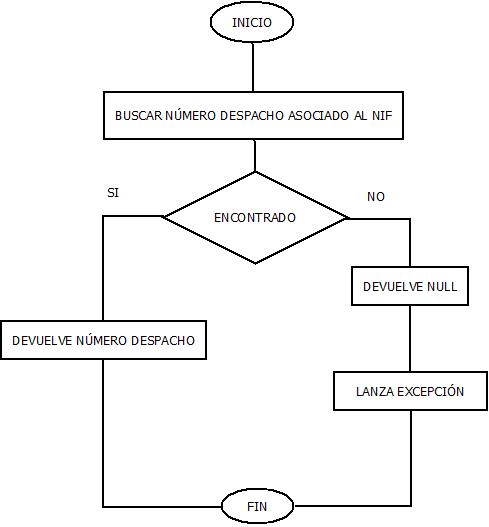 INICIO
BUSCAR NÚMERO DESPACHO ASOCIADO AL NIF
SI
NO
ENCONTRADO
DEVUELVE NULL
DEVUELVE NÚMERO DESPACHO
LANZA EXCEPCIÓN
FIN